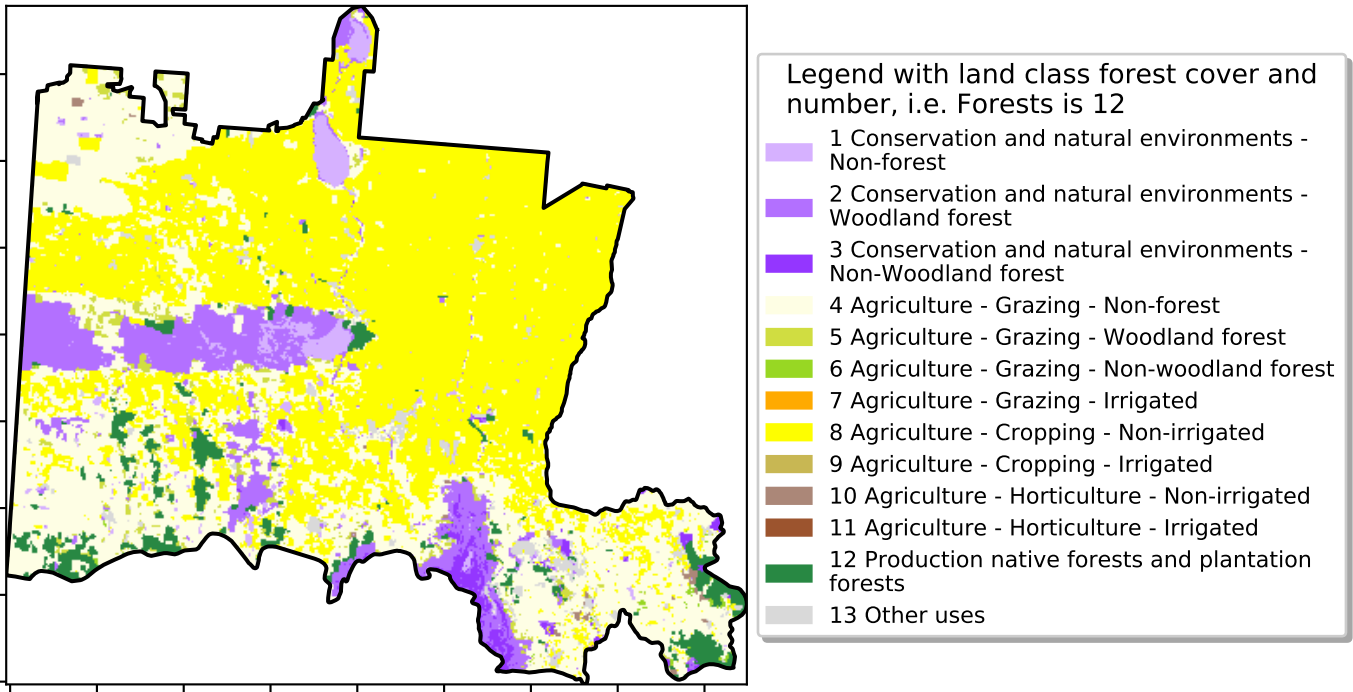 Legend with land class forest cover and
number, i.e. Forests is 12
1 Conservation and natural environments -
Non-forest
2 Conservation and natural environments -
Woodland forest
3 Conservation and natural environments -
Non-Woodland forest
4 Agriculture - Grazing - Non-forest
5 Agriculture - Grazing - Woodland forest
6 Agriculture - Grazing - Non-woodland forest
7 Agriculture - Grazing - Irrigated
8 Agriculture - Cropping - Non-irrigated
9 Agriculture - Cropping - Irrigated
10 Agriculture - Horticulture - Non-irrigated
11 Agriculture - Horticulture - Irrigated
12 Production native forests and plantation
forests
13 Other uses